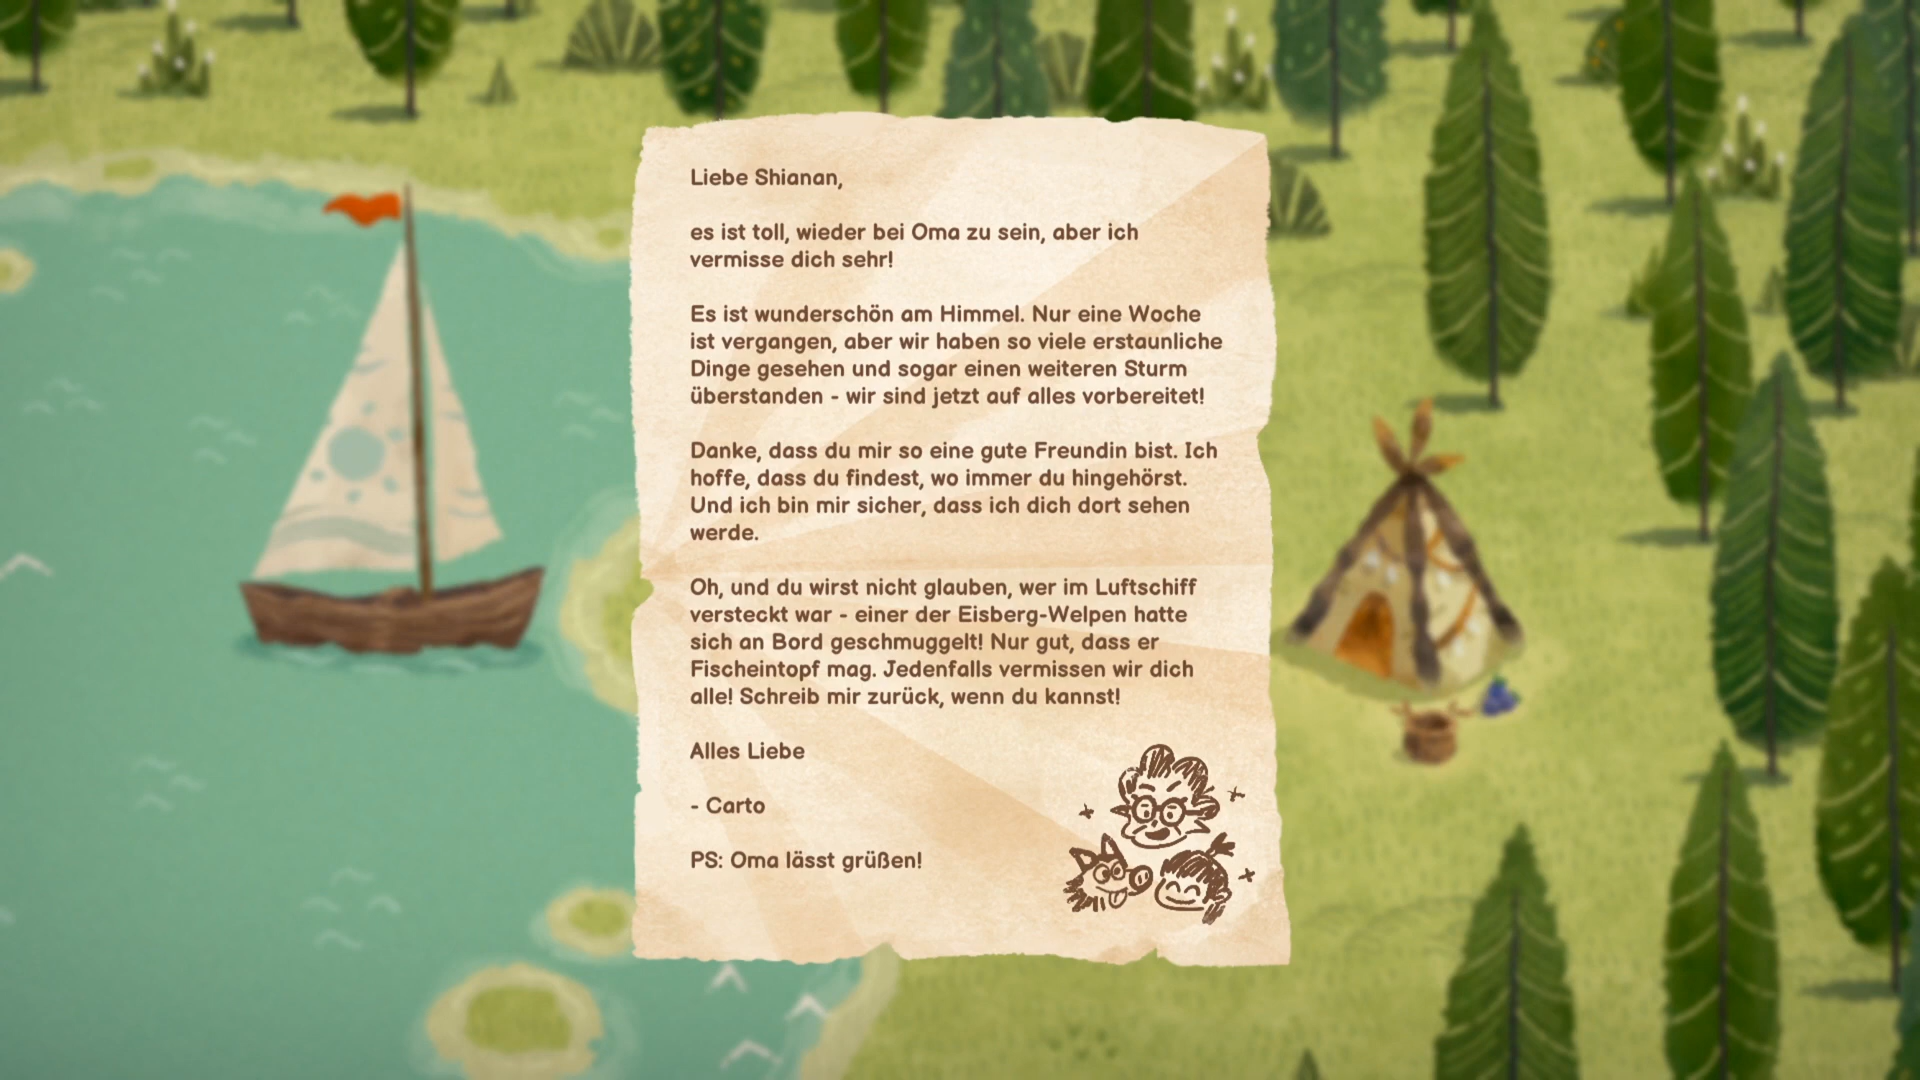 Liebe Shianan,
es ist toll, wieder bei Oma zu sein, aber ich
vermisse dich sehr!
Es ist wunderschön am Himmel. Nur eine Woche
ist vergangen, aber wir haben so viele erstaunliche
Dinge gesehen und sogar einen weiteren Sturm
überstanden - wir sind jetzt auf alles vorbereitet!
Danke, dass du mir so eine gute Freundin bist. Ich
hoffe, dass du findest, wo immer du hingehörst.
Und ich bin mir sicher, dass ich dich dort sehen
werde.
Oh, und du wirst nicht glauben, wer im Luftschiff
versteckt war - einer der Eisberg-Welpen hatte
sich an Bord geschmuggelt! Nur gut, dass er
Fischeintopf mag. Jedenfalls vermissen wir dich
alle! Schreib mir zurück, wenn du kannst!
Alles Liebe
- Carto
PS: Oma lässt grüßen!